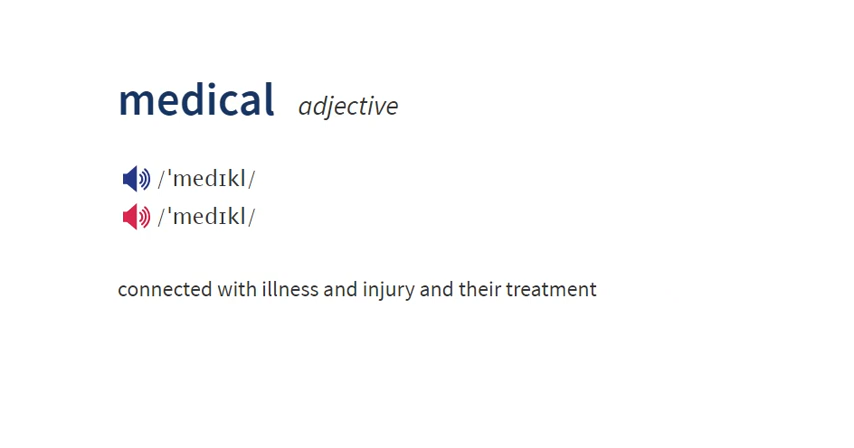 medical adjective
/ˈmedɪkl/
/ˈmedɪkl/
connected with illness and injury and their treatment